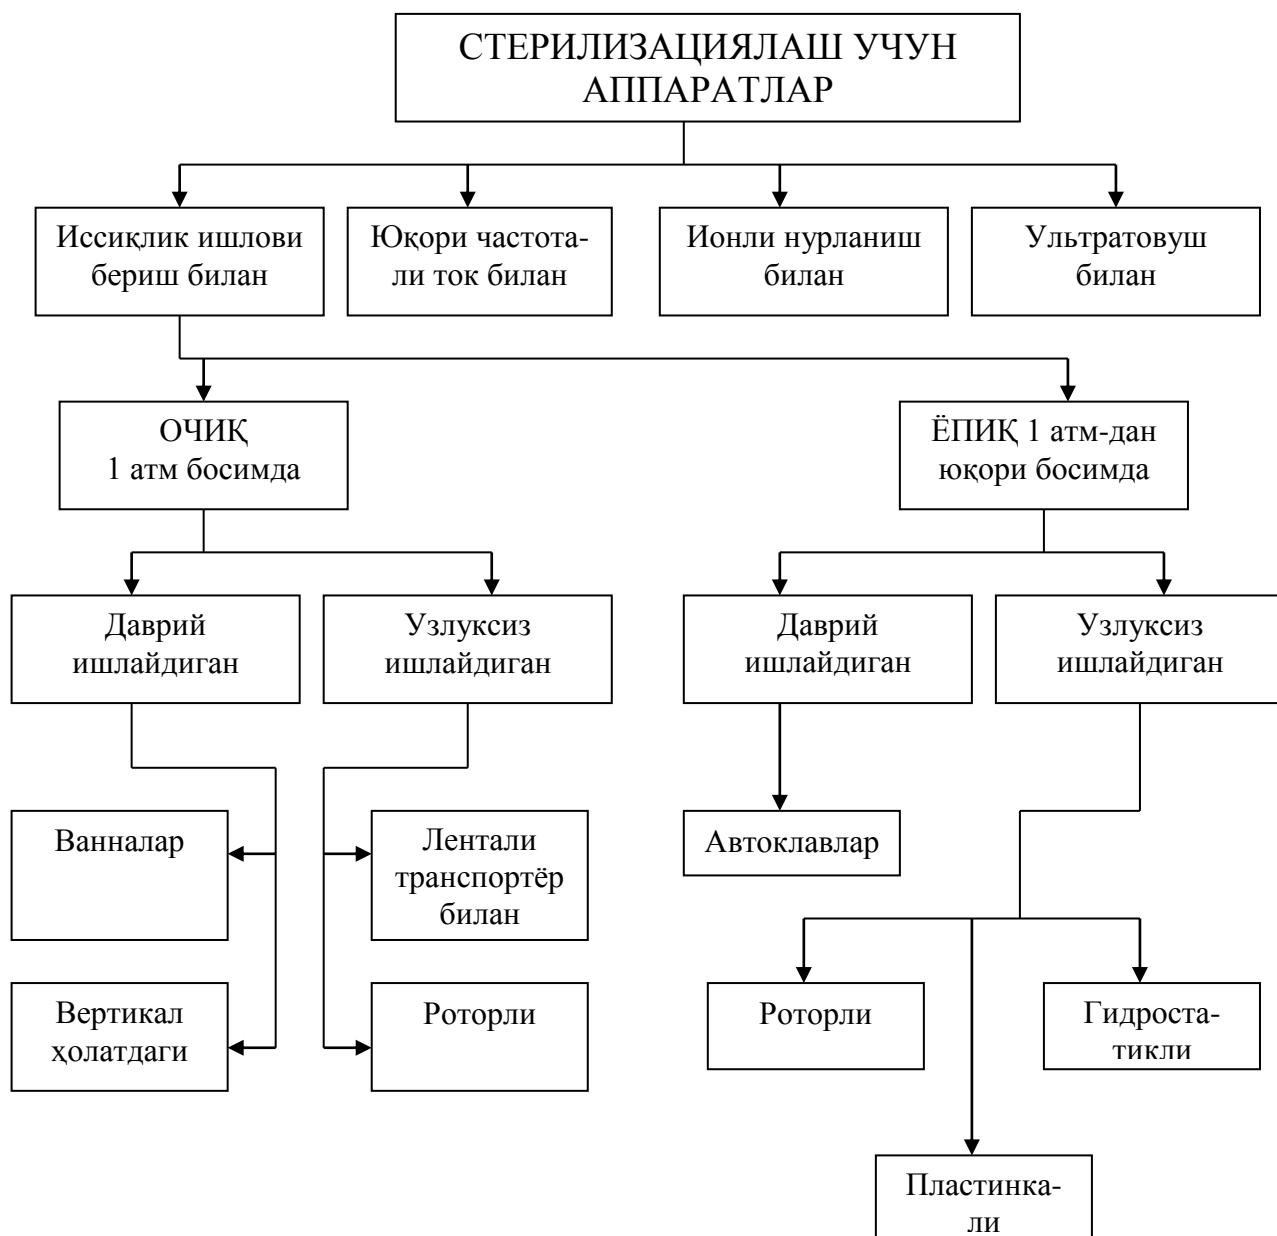 СТЕРИЛИЗАЦИЯЛАШ УЧУН
АППАРАТЛАР
Иссиқлик ишлови
бериш билан
Юқори частота-
ли ток билан
Ионли нурланиш
билан
Ультратовуш
билан
ОЧИҚ
1 атм босимда
ЁПИҚ 1 атм-дан
юқори босимда
Даврий
ишлайдиган
Узлуксиз
ишлайдиган
Даврий
ишлайдиган
Узлуксиз
ишлайдиган
Ванналар
Лентали
транспортёр
билан
Автоклавлар
Вертикал
ҳолатдаги
Роторли
Роторли
Гидроста-
тикли
Пластинка-
ли